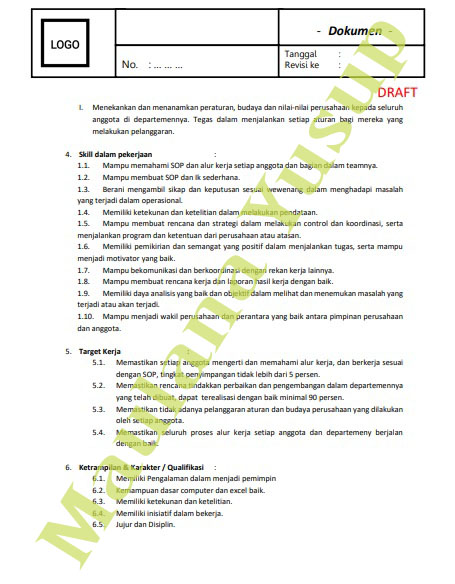 LOGO
- Dokumen -
No. : ... ... ...
Tanggal :
Revisi ke :
DRAFT
I. Menekankan dan menanamkan peraturan, budaya dan nilai-nilai perusahaan kepada seluruh
anggota di departemennya. Tegas dalam menjalankan setiap aturan bagi mereka yang
melakukan pelanggaran.
4. Skill dalam pekerjaan :
1.1. Mampu memahami SOP dan alur kerja setiap anggota dan bagian dalam teamnya.
1.2. Mampu membuat SOP dan Ik sederhana.
1.3. Berani mengambil sikap dan keputusan sesuai wewenang dalam menghadapi masalah
yang terjadi dalam operasional.
1.4. Memiliki ketekunan dan ketelitian dalam melakukan pendataan.
1.5. Mampu membuat rencana dan strategi dalam melakukan control dan koordinasi, serta
menjalankan program dan ketentuan dari perusahaan atau atasan.
1.6. Memiliki pemikirian dan semangat yang positif dalam menjalankan tugas, serta mampu
menjadi motivator yang baik.
1.7. Mampu bekomunikasi dan berkoordinasi dengan rekan kerja lainnya.
1.8. Mampu membuat rencana kerja dan laporan hasil kerja dengan baik.
1.9. Memiliki daya analisis yang baik dan objektif dalam melihat dan menemukan masalah yang
terjadi atau akan terjadi.
1.10. Mampu menjadi wakil perusahaan dan perantara yang baik antara pimpinan perusahaan
dan anggota.
5. Target Kerja :
5.1. Memastikan setiap anggota mengerti dan memahami alur kerja, dan berkerja sesuai
dengan SOP, tingkat penyimpangan tidak lebih dari 5 persen.
5.2. Memastikan rencana tindakkan perbaikan dan pengembangan dalam departemennya
yang telah dibuat, dapat terealisasi dengan baik minimal 90 persen.
5.3. Memastikan tidak adanya pelanggaran aturan dan budaya perusahaan yang dilakukan
oleh setiap anggota.
5.4. Memastikan seluruh proses alur kerja setiap anggota dan departemeny berjalan
dengan baik.
6. Ketrampilan & Karakter / Qualifikasi :
6.1. Memiliki Pengalaman dalam menjadi pemimpin
6.2. Kemampuan dasar computer dan excel baik.
6.3. Memiliki ketekunan dan ketelitian.
6.4. Memiliki inisiatif dalam bekerja.
6.5. Jujur dan Disiplin.
Maulana Yusup